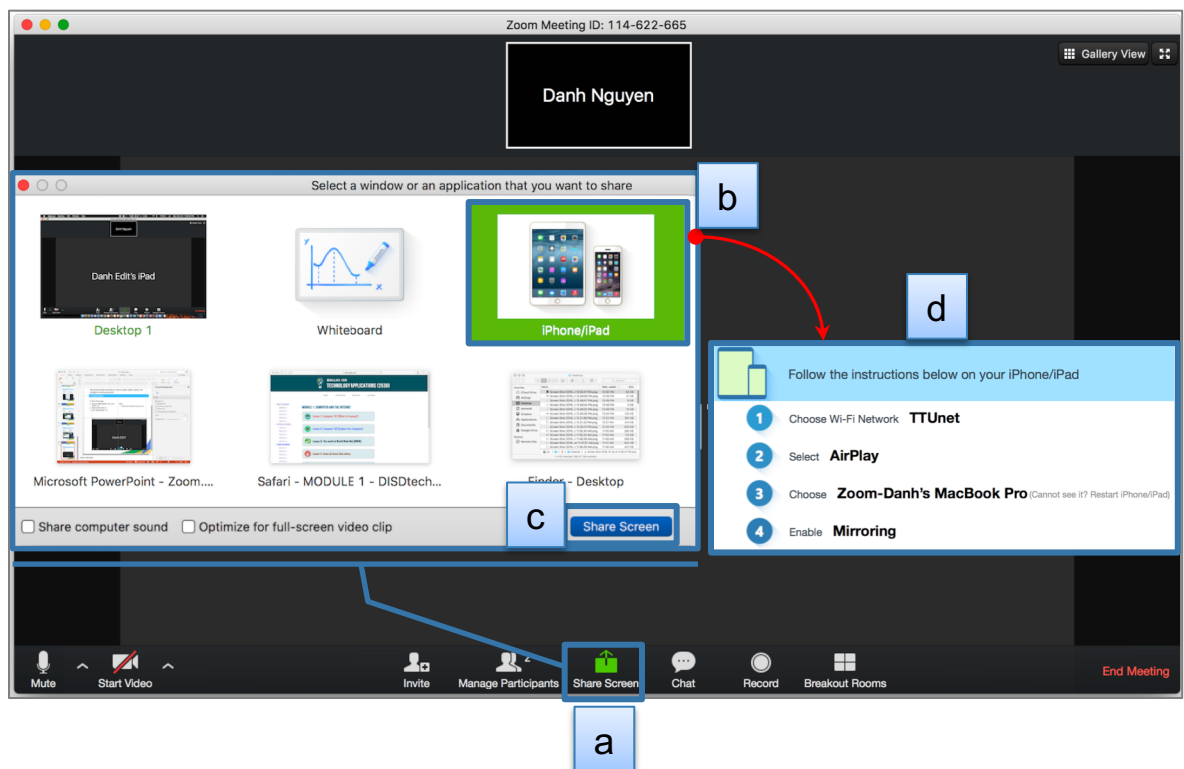 Zoom Meeting ID: 114-622-665
Gallery View
Danh Nguyen
Select a window or an application that you want to share
b
Danh Edit's iPad
Desktop 1
Whiteboard
iPhone/iPad
d
TECHNOLOGY APPLICATIONS (2530)
Microsoft PowerPoint - Zoom....
Safari - MODULE 1 - DISDtech...
Finder - Desktop
Follow the instructions below on your iPhone/iPad
1 Choose Wi-Fi Network TTUnet
2 Select AirPlay
3 Choose Zoom-Danh's MacBook Pro (Cannot see it? Restart iPhone/iPad)
4 Enable Mirroring
c
Share computer sound Optimize for full-screen video clip Share Screen
2
Mute Start Video Invite Manage Participants Share Screen Chat Record Breakout Rooms End Meeting
a